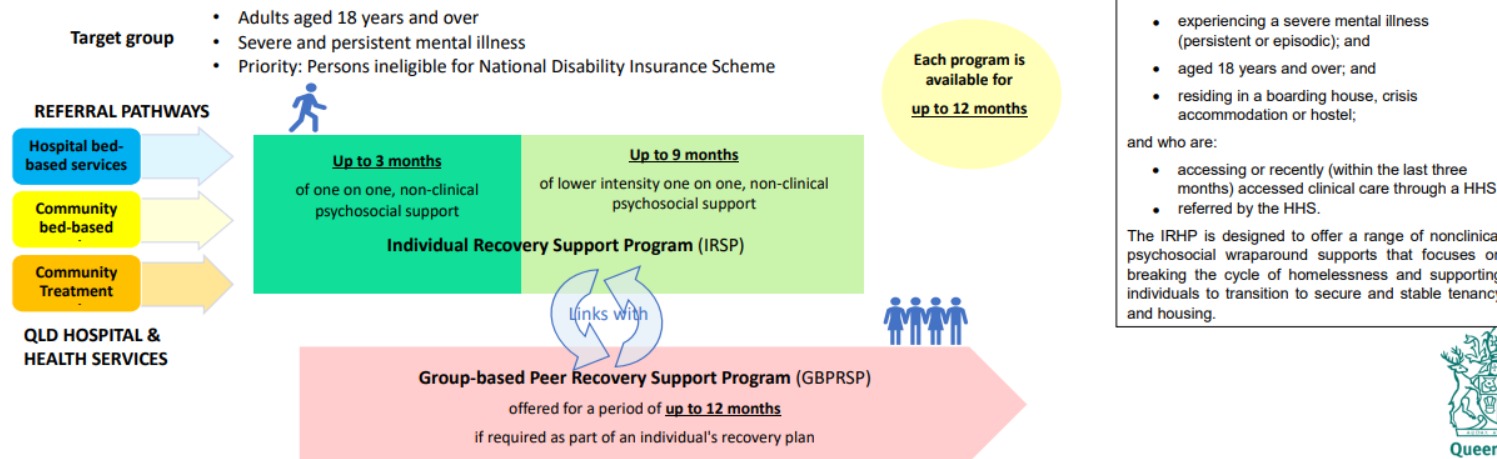 Target group
• Adults aged 18 years and over
• Severe and persistent mental illness
• Priority: Persons ineligible for National Disability Insurance Scheme
Each program is
available for
up to 12 months
REFERRAL PATHWAYS
Hospital bed-
based services
Community
bed-based
Community
Treatment
QLD HOSPITAL &
HEALTH SERVICES
Up to 3 months
of one on one, non-clinical
psychosocial support
Up to 9 months
of lower intensity one on one, non-clinical
psychosocial support
Individual Recovery Support Program (IRSP)
Links with
Group-based Peer Recovery Support Program (GBPRSP)
offered for a period of up to 12 months
if required as part of an individual's recovery plan
• experiencing a severe mental illness
(persistent or episodic); and
• aged 18 years and over; and
• residing in a boarding house, crisis
accommodation or hostel;
and who are:
• accessing or recently (within the last three
months) accessed clinical care through a HHS
• referred by the HHS.
The IRHP is designed to offer a range of nonclinical
psychosocial wraparound supports that focuses on
breaking the cycle of homelessness and supporting
individuals to transition to secure and stable tenancy
and housing.
Queen